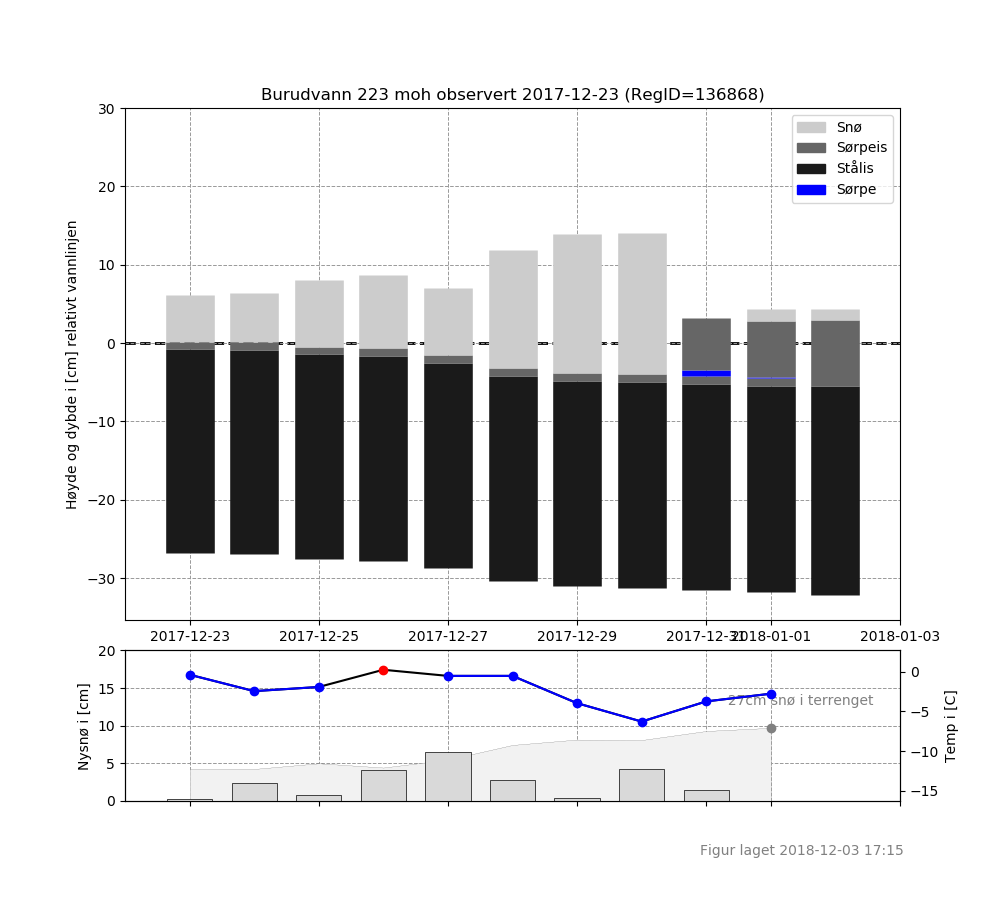 Burudvann 223 moh observert 2017-12-23 (RegID=136868)
30
20
10
0
−10
−20
−30
Høyde og dybde i [cm] relativt vannlinjen
Snø
Sørpeis
Stålis
Sørpe
2017-12-23
2017-12-25
2017-12-27
2017-12-29
2017-12-31
2018-01-01
2018-01-03
20
15
10
5
0
Nysnø i [cm]
27cm snø i terrenget
0
−5
−10
−15
Temp i [C]
Figur laget 2018-12-03 17:15